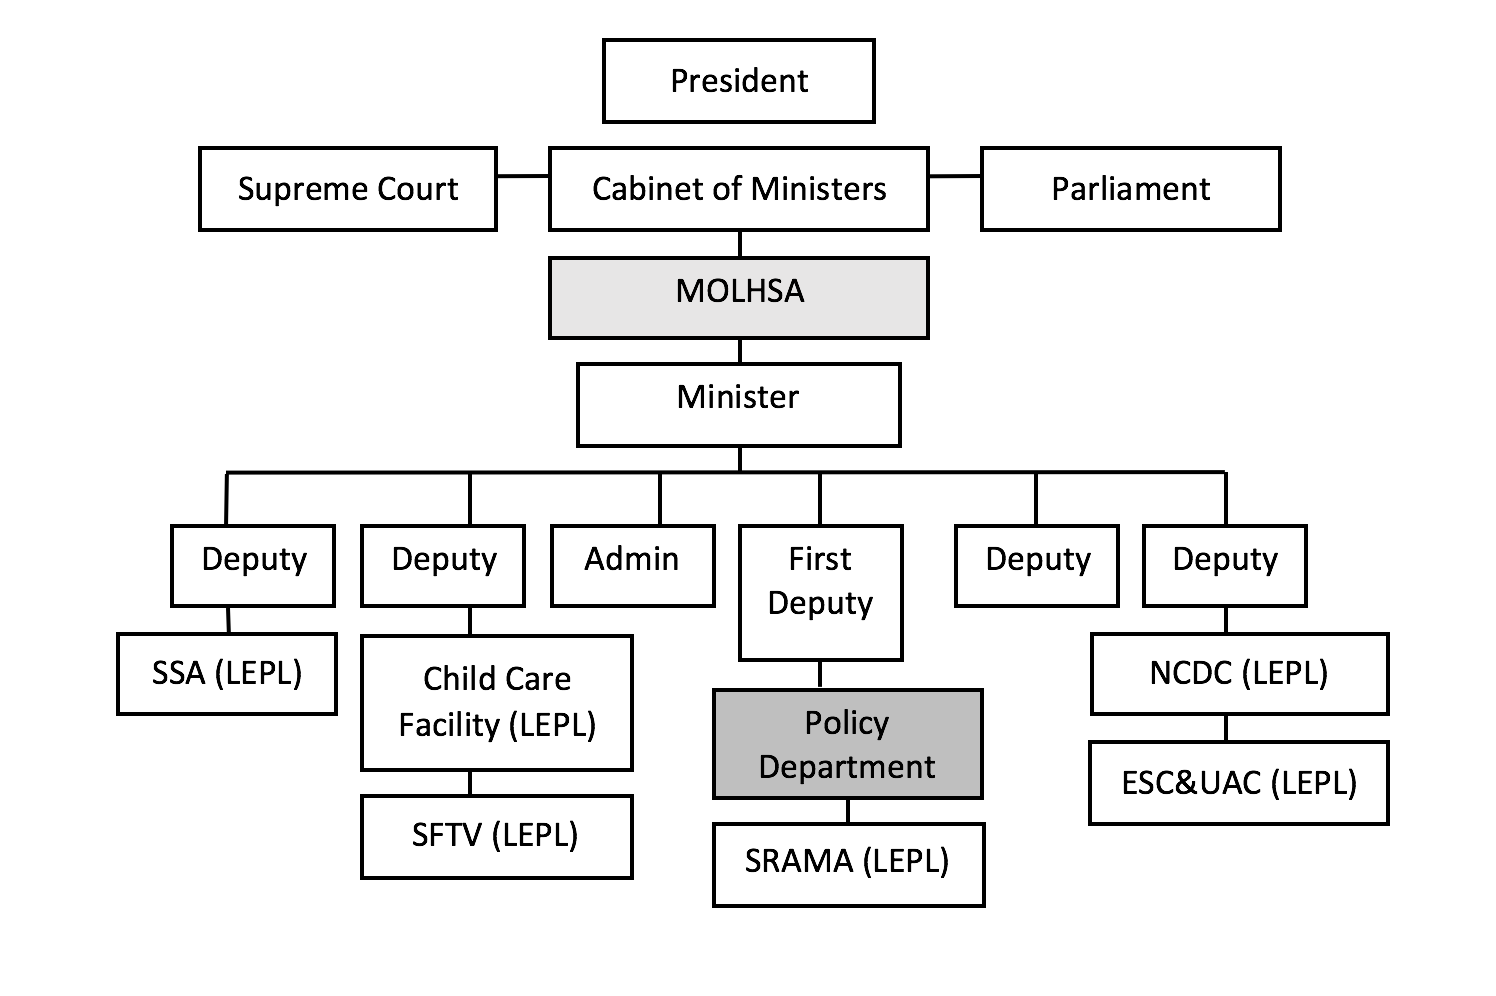 President
Supreme Court
Cabinet of Ministers
Parliament
MOLHSA
Minister
Deputy
Deputy
Admin
First
Deputy
Deputy
Deputy
SSA (LEPL)
Child Care
Facility (LEPL)
SFTV (LEPL)
Policy
Department
SRAMA (LEPL)
NCDC (LEPL)
ESC&UAC (LEPL)